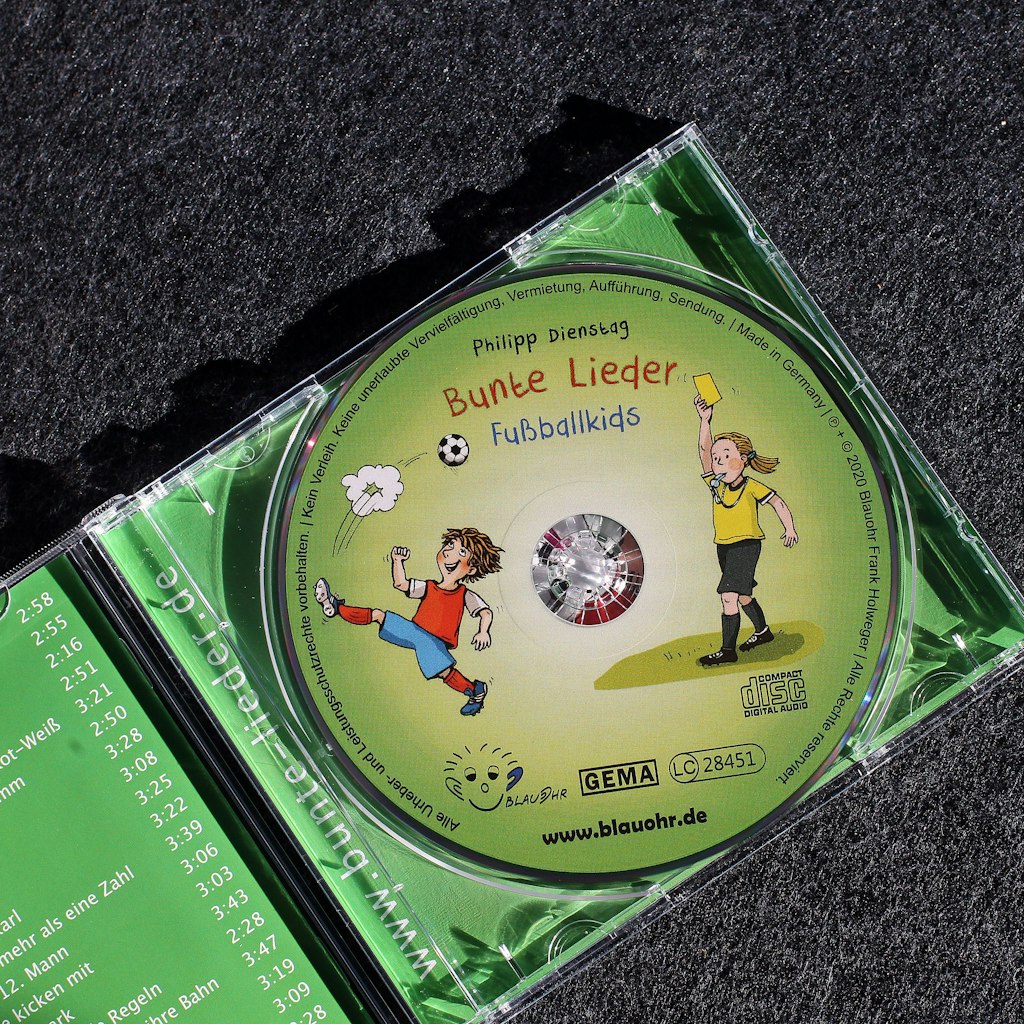 Philipp Dienstag
Bunte Lieder
Fußballkids
Alle Urheber- und Leistungsschutzrechte vorbehalten. | Kein Verleih. Keine unerlaubte Vervielfältigung, Vermietung, Aufführung, Sendung. | Made in Germany | ℗ + © 2020 Blauohr Frank Holweger | Alle Rechte reserviert.
COMPACT
disc
DIGITAL AUDIO
BLAUOHR
GEMA
LC 28451
www.blauohr.de
www.bunte-lieder.de
2:58
2:55
2:16
2:51
3:21
2:50
3:28
3:08
3:25
3:22
3:39
3:06
mehr als eine Zahl 3:03
12. Mann 3:43
kicken mit 2:28
3:47
Regeln 3:19
ihre Bahn 3:09